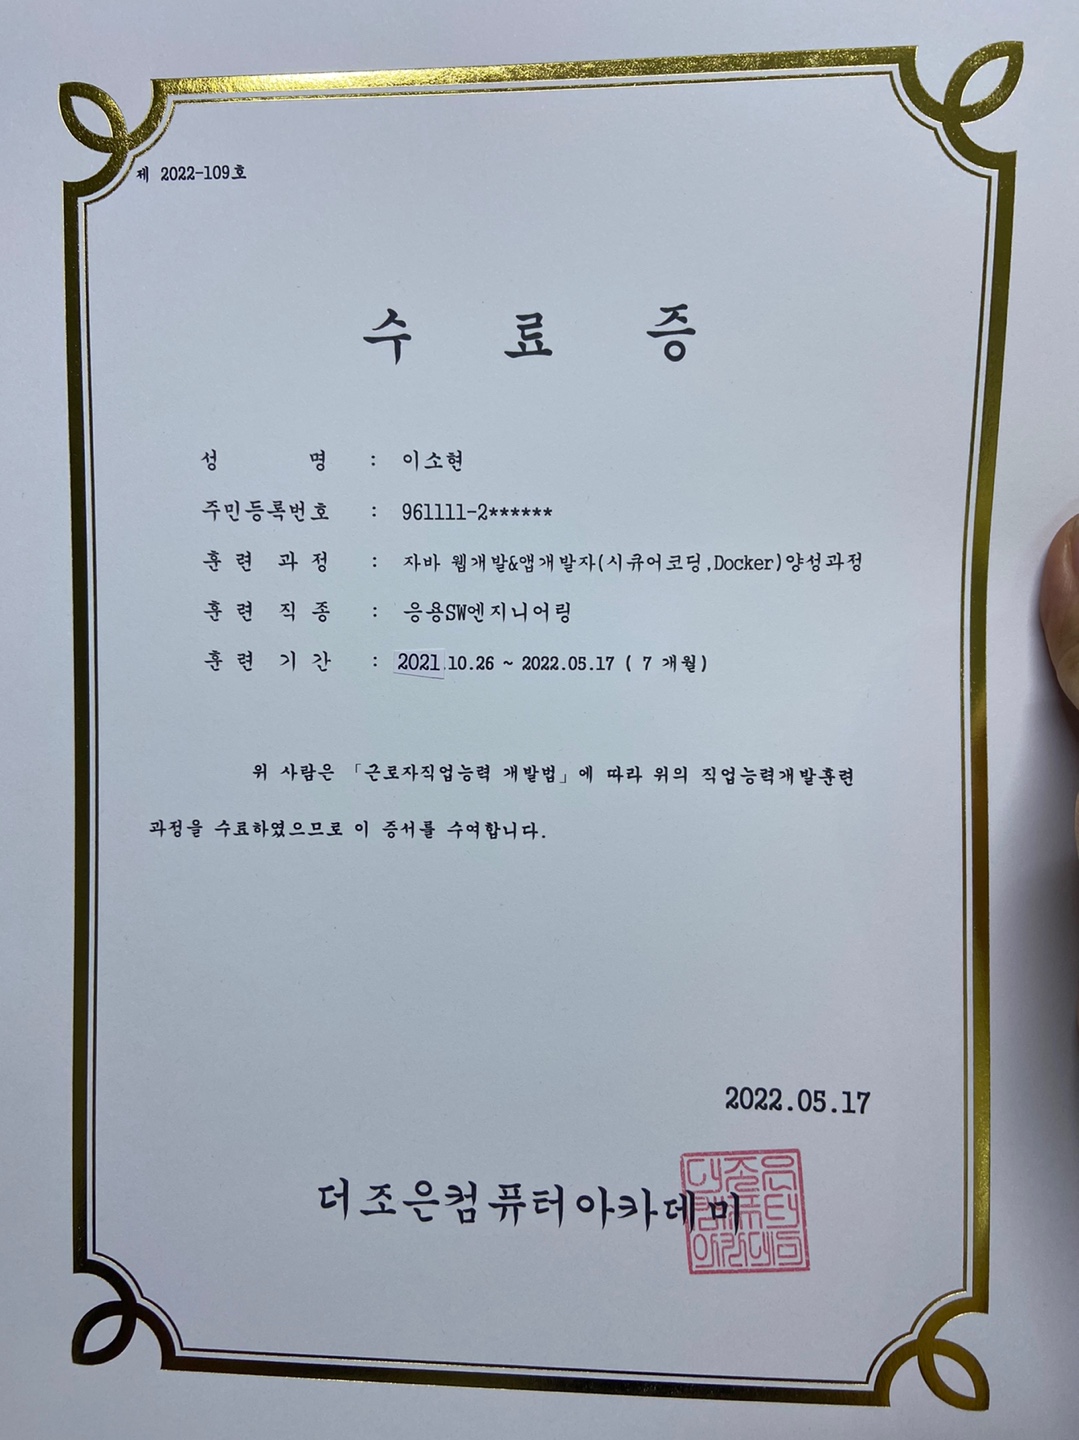 제 2022-109호
수 료 증
성 명 : 이소현
주민등록번호 : 961111-2******
훈 련 과 정 : 자바 웹개발&앱개발자(시큐어코딩,Docker)양성과정
훈 련 직 종 : 응용SW엔지니어링
훈 련 기 간 : 2021.10.26 ~ 2022.05.17 ( 7 개월)
위 사람은 「근로자직업능력 개발법」에 따라 위의 직업능력개발훈련
과정을 수료하였으므로 이 증서를 수여합니다.
2022.05.17
더조은컴퓨터아카데미
더조은
컴퓨터
아카데미